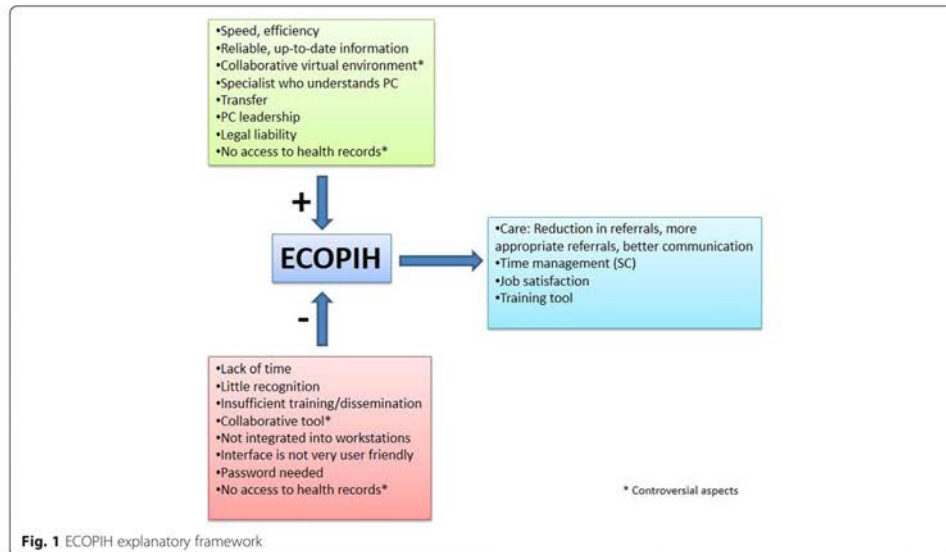 •Speed, efficiency
•Reliable, up-to-date information
•Collaborative virtual environment*
•Specialist who understands PC
•Transfer
•PC leadership
•Legal liability
•No access to health records*
+
ECOPIH
•Care: Reduction in referrals, more
appropriate referrals, better communication
•Time management (SC)
•Job satisfaction
•Training tool
-
•Lack of time
•Little recognition
•Insufficient training/dissemination
•Collaborative tool*
•Not integrated into workstations
•Interface is not very user friendly
•Password needed
•No access to health records*
* Controversial aspects
Fig. 1 ECOPIH explanatory framework